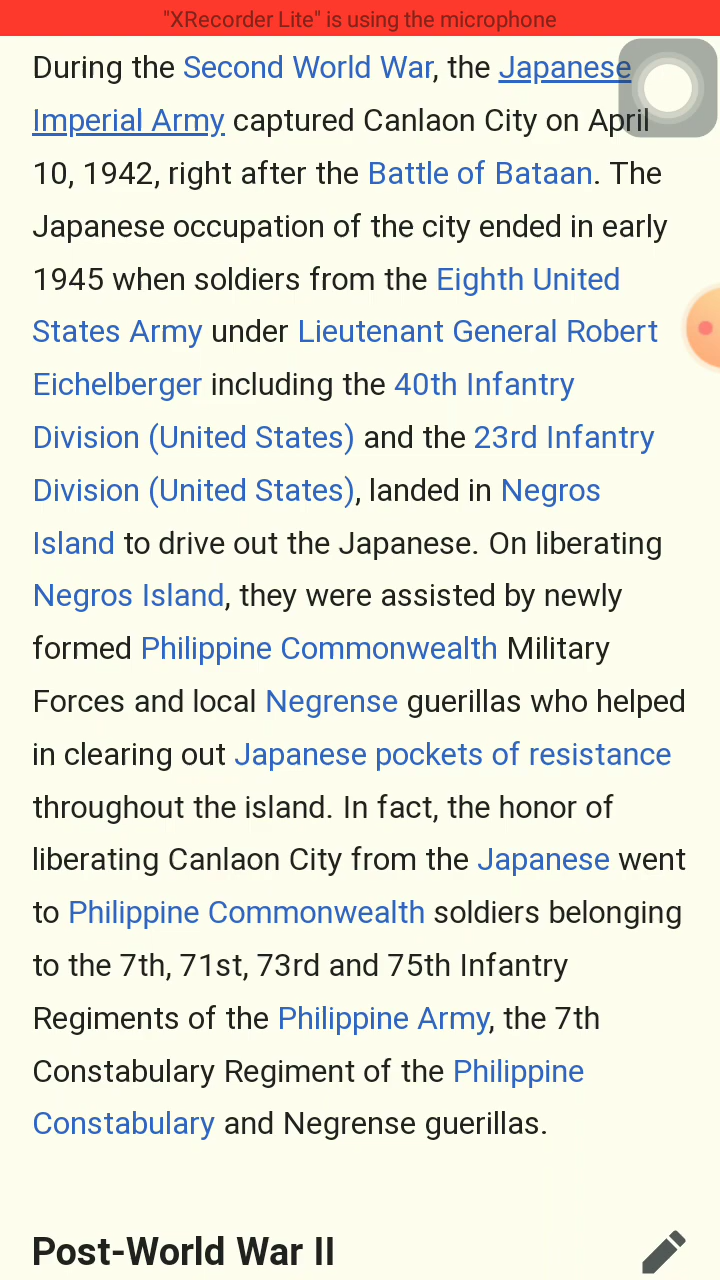 "XRecorder Lite" is using the microphone
During the Second World War, the Japanese
Imperial Army captured Canlaon City on April
10, 1942, right after the Battle of Bataan. The
Japanese occupation of the city ended in early
1945 when soldiers from the Eighth United
States Army under Lieutenant General Robert
Eichelberger including the 40th Infantry
Division (United States) and the 23rd Infantry
Division (United States), landed in Negros
Island to drive out the Japanese. On liberating
Negros Island, they were assisted by newly
formed Philippine Commonwealth Military
Forces and local Negrense guerillas who helped
in clearing out Japanese pockets of resistance
throughout the island. In fact, the honor of
liberating Canlaon City from the Japanese went
to Philippine Commonwealth soldiers belonging
to the 7th, 71st, 73rd and 75th Infantry
Regiments of the Philippine Army, the 7th
Constabulary Regiment of the Philippine
Constabulary and Negrense guerillas.
Post-World War II